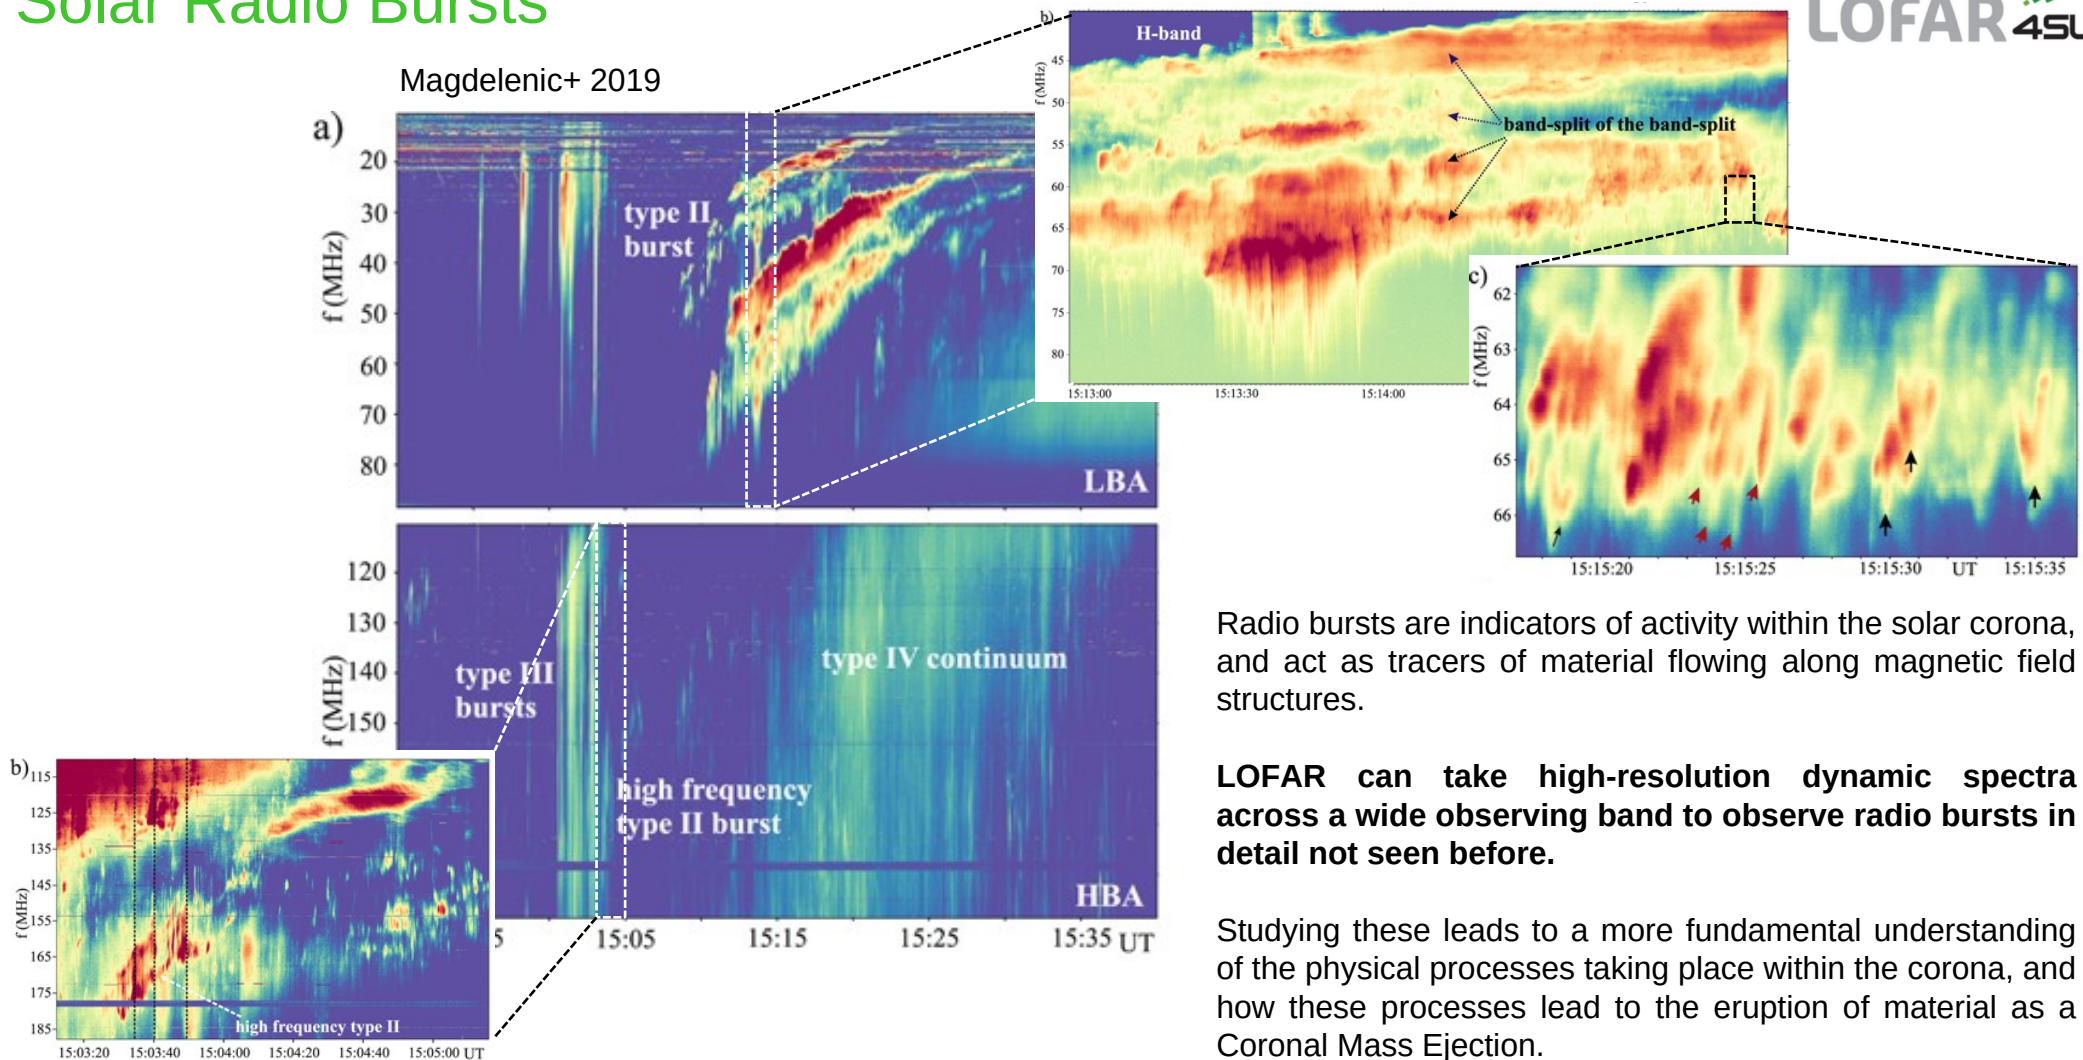 Solar Radio Bursts
LOFAR 4SU
Magdelenic+ 2019
a)
20
30
40
50
60
70
80
f (MHz)
type II
burst
LBA
120
130
140
150
f (MHz)
type III
bursts
type IV continuum
high frequency
type II burst
HBA
5
15:05
15:15
15:25
15:35 UT
b)
H-band
45
50
55
60
65
70
75
80
f (MHz)
band-split of the band-split
15:13:00
15:13:30
15:14:00
c)
62
63
64
65
66
f (MHz)
15:15:20
15:15:25
15:15:30
UT
15:15:35
b)
115
125
135
145
155
165
175
185
f (MHz)
high frequency type II
15:03:20
15:03:40
15:04:00
15:04:20
15:04:40
15:05:00 UT
Radio bursts are indicators of activity within the solar corona,
and act as tracers of material flowing along magnetic field
structures.
LOFAR can take high-resolution dynamic spectra
across a wide observing band to observe radio bursts in
detail not seen before.
Studying these leads to a more fundamental understanding
of the physical processes taking place within the corona, and
how these processes lead to the eruption of material as a
Coronal Mass Ejection.